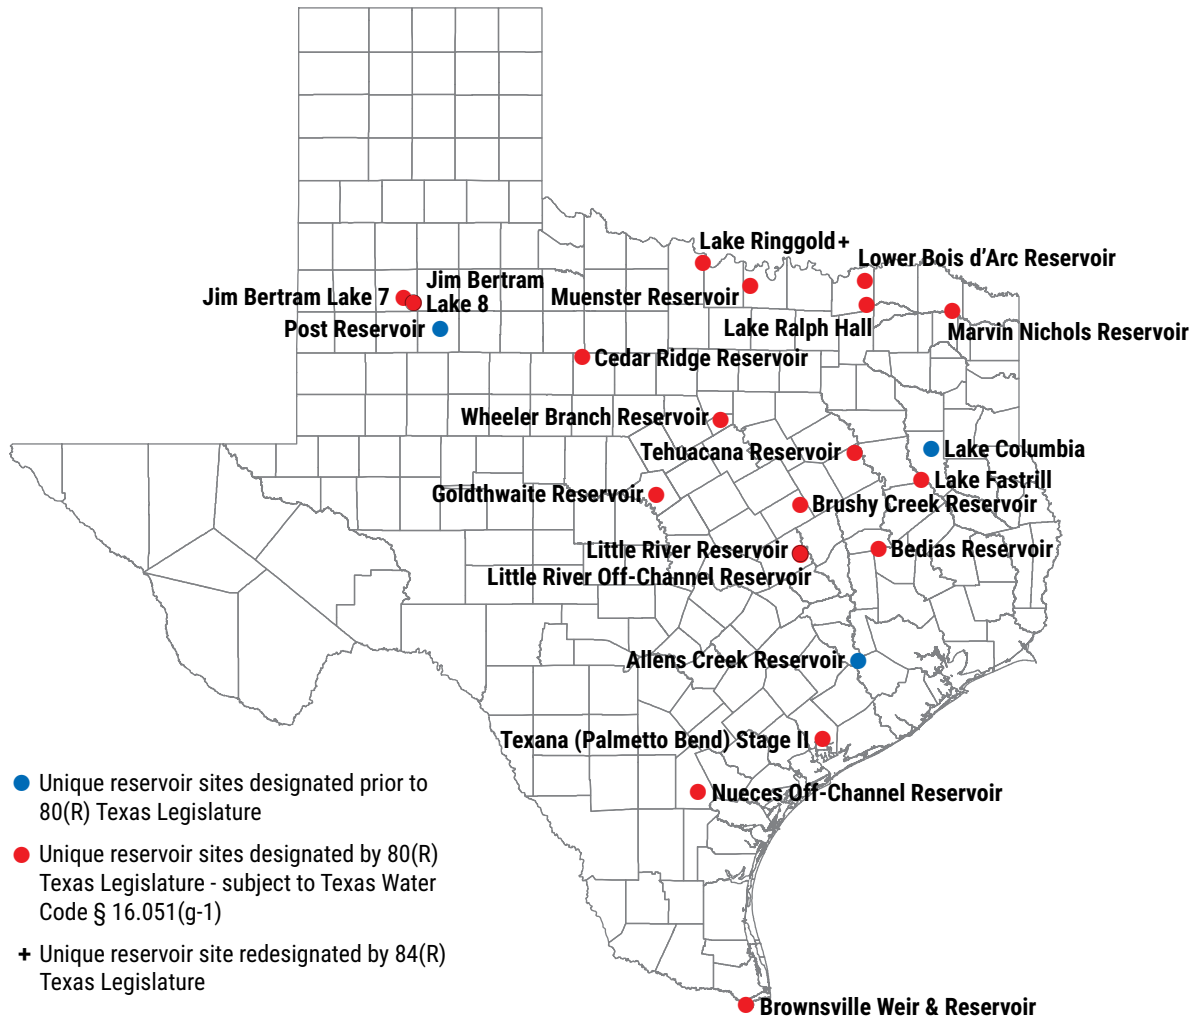 Lake Ringgold+
Lower Bois d’Arc Reservoir
Jim Bertram Lake 7
Jim Bertram
Lake 8
Muenster Reservoir
Post Reservoir
Lake Ralph Hall
Marvin Nichols Reservoir
Cedar Ridge Reservoir
Wheeler Branch Reservoir
Tehuacana Reservoir
Lake Columbia
Lake Fastrill
Goldthwaite Reservoir
Brushy Creek Reservoir
Little River Reservoir
Bedias Reservoir
Little River Off-Channel Reservoir
Allens Creek Reservoir
Texana (Palmetto Bend) Stage II
Nueces Off-Channel Reservoir
Brownsville Weir & Reservoir
Unique reservoir sites designated prior to
80(R) Texas Legislature
Unique reservoir sites designated by 80(R)
Texas Legislature - subject to Texas Water
Code § 16.051(g-1)
+ Unique reservoir site redesignated by 84(R)
Texas Legislature